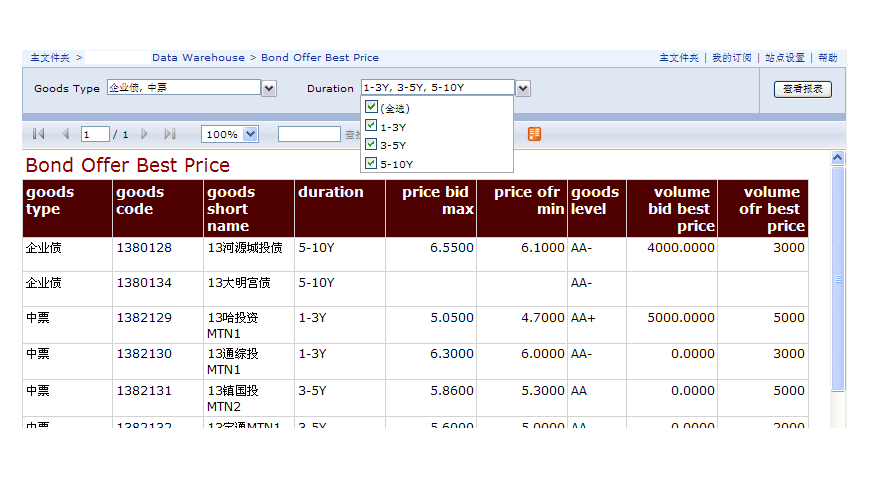 主文件夹 > Data Warehouse > Bond Offer Best Price 主文件夹 | 我的订阅 | 站点设置 | 帮助
Goods Type 企业债, 中票 Duration 1-3Y, 3-5Y, 5-10Y 查看报表
(全选)
1-3Y
3-5Y
5-10Y
1 / 1 100%
Bond Offer Best Price
goods type goods code goods short name duration price bid max price ofr min goods level volume bid best price volume ofr best price
企业债 1380128 13河源城投债 5-10Y 6.5500 6.1000 AA- 4000.0000 3000
企业债 1380134 13大明宫债 5-10Y AA-
中票 1382129 13哈投资MTN1 1-3Y 5.0500 4.7000 AA+ 5000.0000 5000
中票 1382130 13通综投MTN1 1-3Y 6.3000 6.0000 AA- 0.0000 3000
中票 1382131 13镇国投MTN2 3-5Y 5.8600 5.3000 AA 0.0000 5000
中票 1382132 MTN1 3-5Y 5.6000 5.0000 AA 0.0000